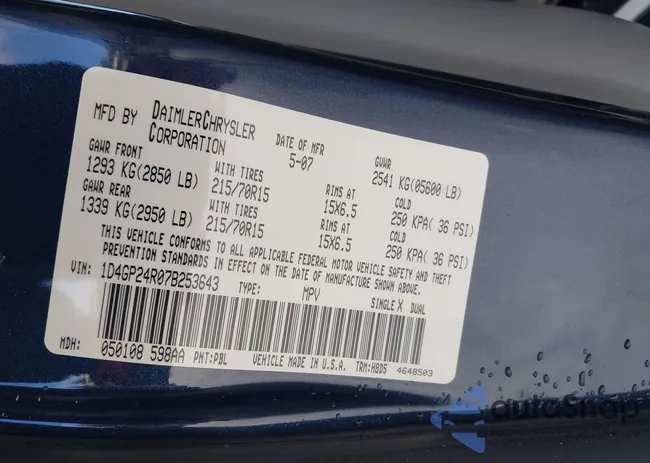 MFD BY DAIMLERCHRYSLER CORPORATION
DATE OF MFR 5-07
GVWR 2541 KG(05600 LB)
GAWR FRONT 1293 KG(2850 LB) WITH TIRES 215/70R15 RIMS AT 15X6.5 COLD 250 KPA( 36 PSI)
GAWR REAR 1339 KG(2950 LB) WITH TIRES 215/70R15 RIMS AT 15X6.5 COLD 250 KPA( 36 PSI)
THIS VEHICLE CONFORMS TO ALL APPLICABLE FEDERAL MOTOR VEHICLE SAFETY AND THEFT
PREVENTION STANDARDS IN EFFECT ON THE DATE OF MANUFACTURE SHOWN ABOVE.
VIN: 1D4GP24R07B253643 TYPE: MPV SINGLE X DUAL
MDH: 050108 598AA PNT:PBL VEHICLE MADE IN U.S.A. TRM:H8D5 4648503
autoShop